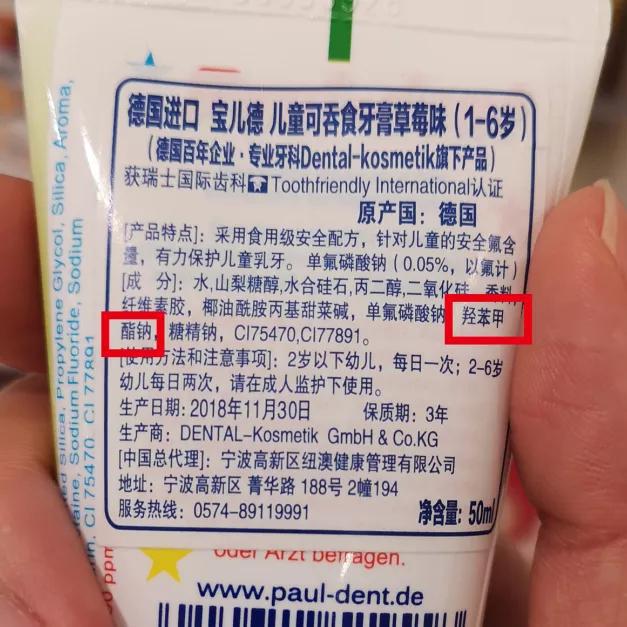 德国进口 宝儿德 儿童可吞食牙膏草莓味(1-6岁)
(德国百年企业·专业牙科Dental-kosmetik旗下产品)
获瑞士国际齿科 Toothfriendly International认证
原产国:德国
[产品特点]:采用食用级安全配方,针对儿童的安全氟含
量,有力保护儿童乳牙。单氟磷酸钠(0.05%,以氟计)
[成 分]:水,山梨糖醇,水合硅石,丙二醇,二氧化硅,香料,
纤维素胶,椰油酰胺丙基甜菜碱,单氟磷酸钠,羟苯甲
酯钠,糖精钠,CI75470,CI77891。
[使用方法和注意事项]:2岁以下幼儿,每日一次;2-6岁
幼儿每日两次,请在成人监护下使用。
生产日期:2018年11月30日 保质期:3年
生产商:DENTAL-Kosmetik GmbH & Co.KG
[中国总代理]:宁波高新区纽澳健康管理有限公司
地址:宁波高新区 菁华路 188号 2幢194
服务热线:0574-89119991 净含量:50ml
oder Arzt befragen.
www.paul-dent.de
Silica, Propylene Glycol, Silica, Aroma,
Sodium Fluoride, Sodium
CI 75470, CI 77891
ppm